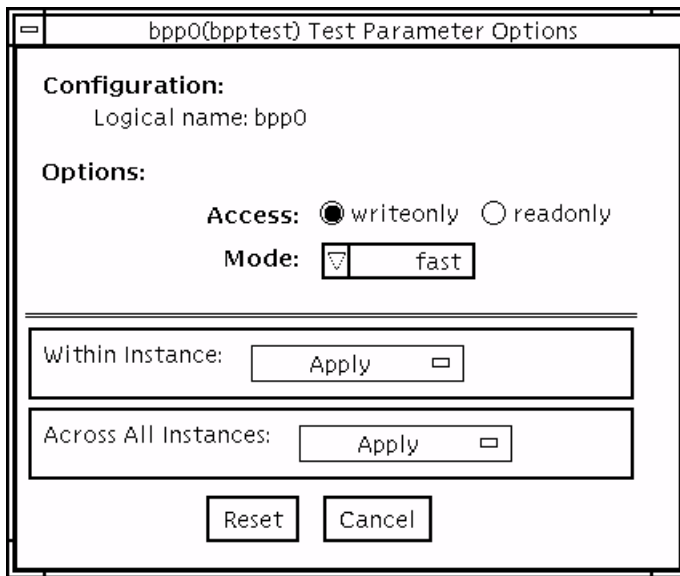 bpp0(bpptest) Test Parameter Options
Configuration:
Logical name: bpp0
Options:
Access: writeonly readonly
Mode: fast
Within Instance: Apply
Across All Instances: Apply
Reset Cancel